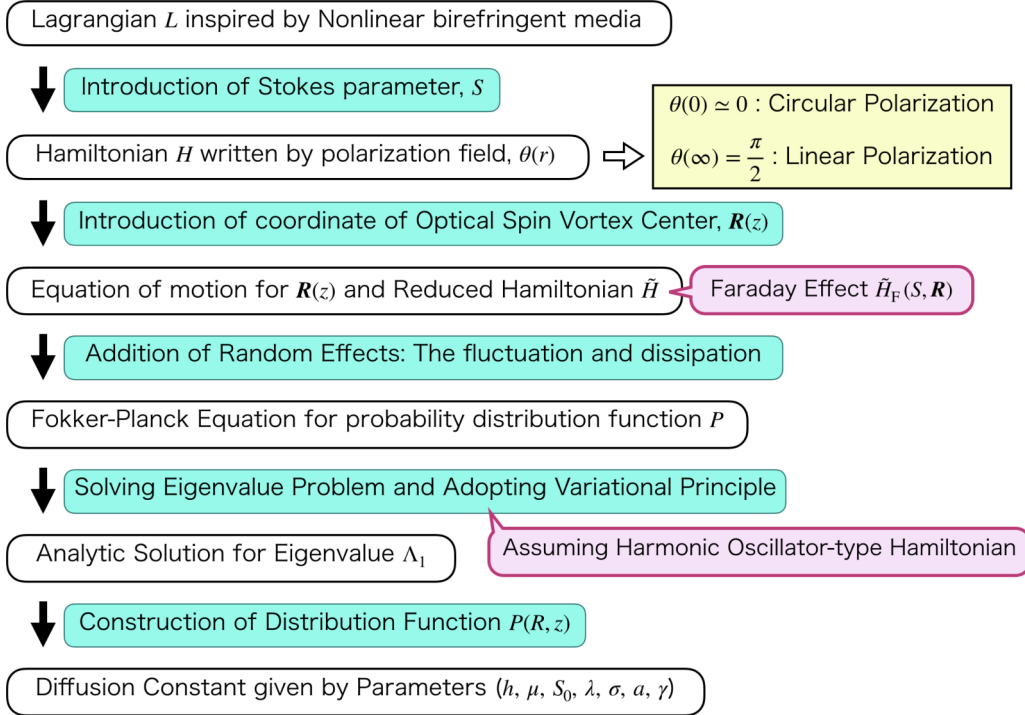 Lagrangian L inspired by Nonlinear birefringent media
Introduction of Stokes parameter, S
θ(0) ≃ 0 : Circular Polarization
Hamiltonian H written by polarization field, θ(r)
θ(∞) = π/2 : Linear Polarization
Introduction of coordinate of Optical Spin Vortex Center, R(z)
Equation of motion for R(z) and Reduced Hamiltonian H̃
Faraday Effect H̃_F(S, R)
Addition of Random Effects: The fluctuation and dissipation
Fokker-Planck Equation for probability distribution function P
Solving Eigenvalue Problem and Adopting Variational Principle
Assuming Harmonic Oscillator-type Hamiltonian
Analytic Solution for Eigenvalue Λ₁
Construction of Distribution Function P(R, z)
Diffusion Constant given by Parameters (h, μ, S₀, λ, σ, a, γ)